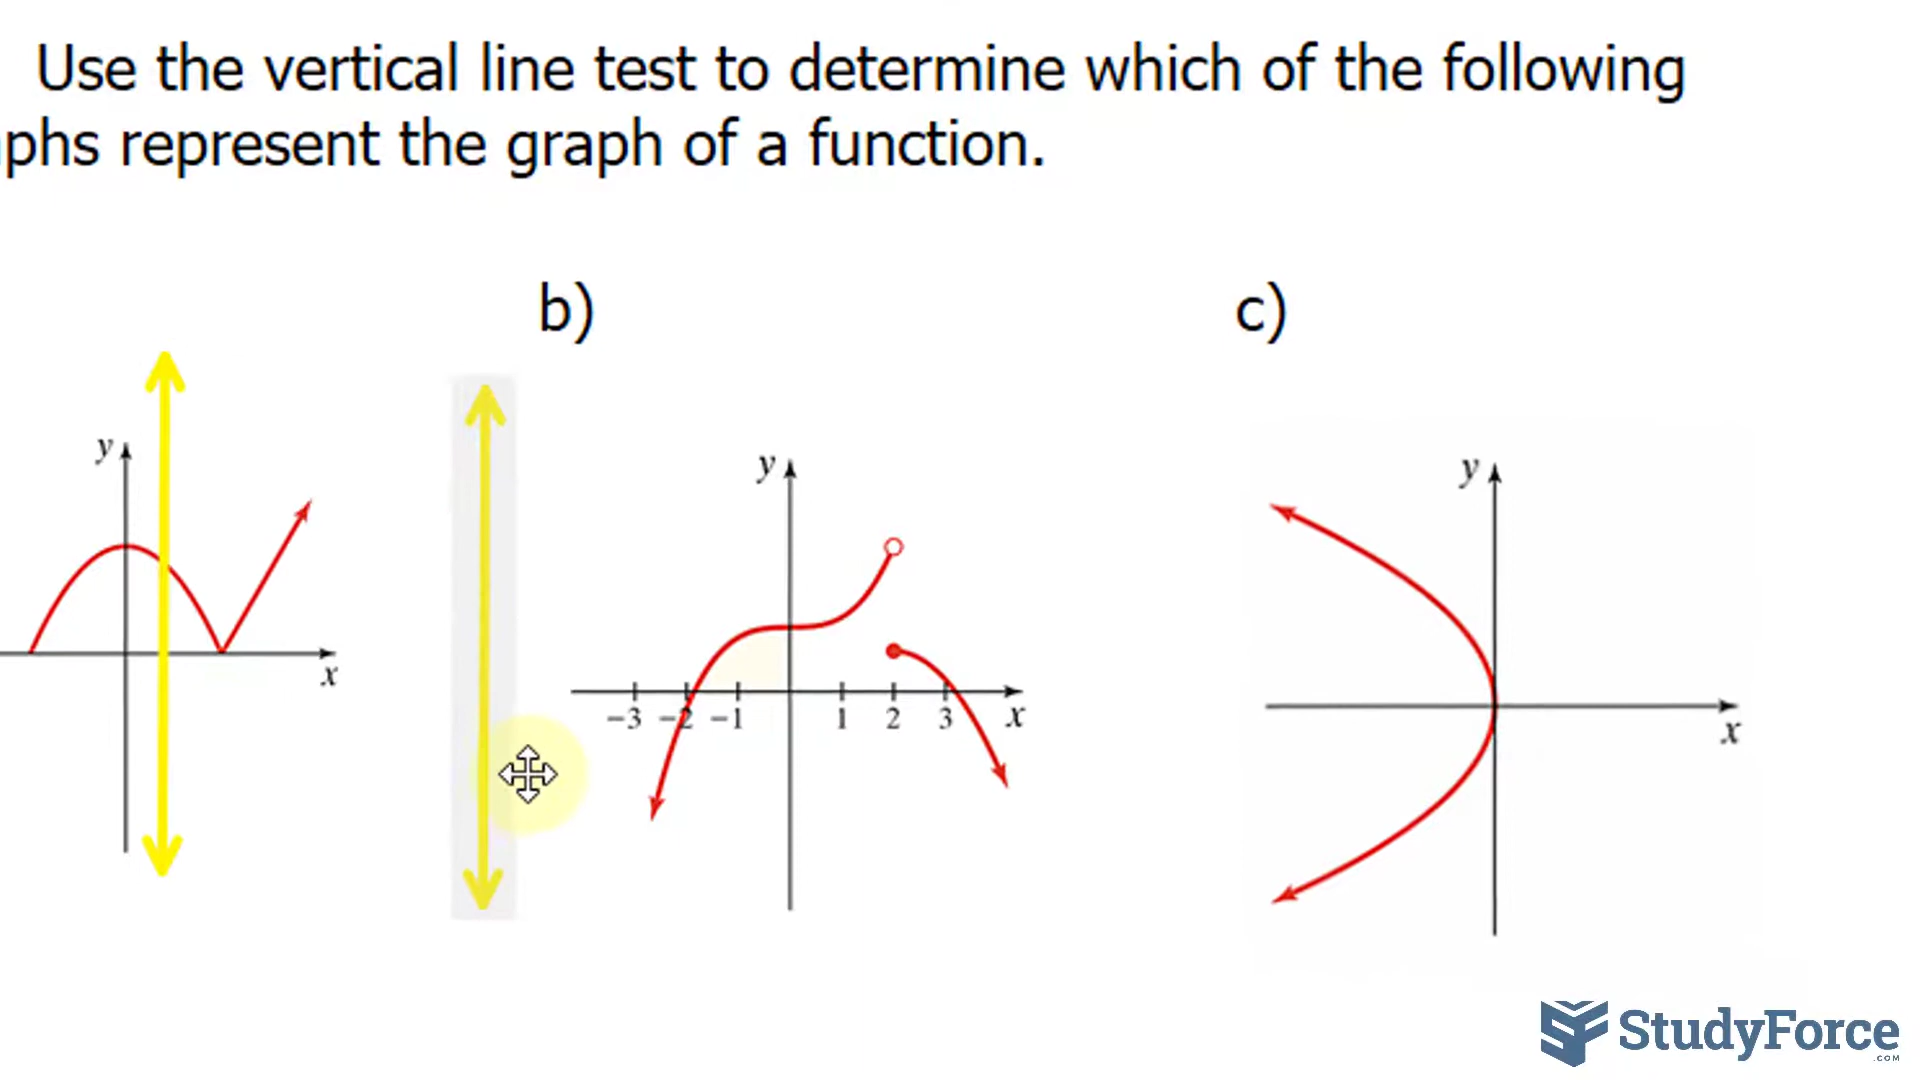 Use the vertical line test to determine which of the following
phs represent the graph of a function.
b)
c)
y
x
y
-3 -2 -1 1 2 3 x
y
x
StudyForce
.COM